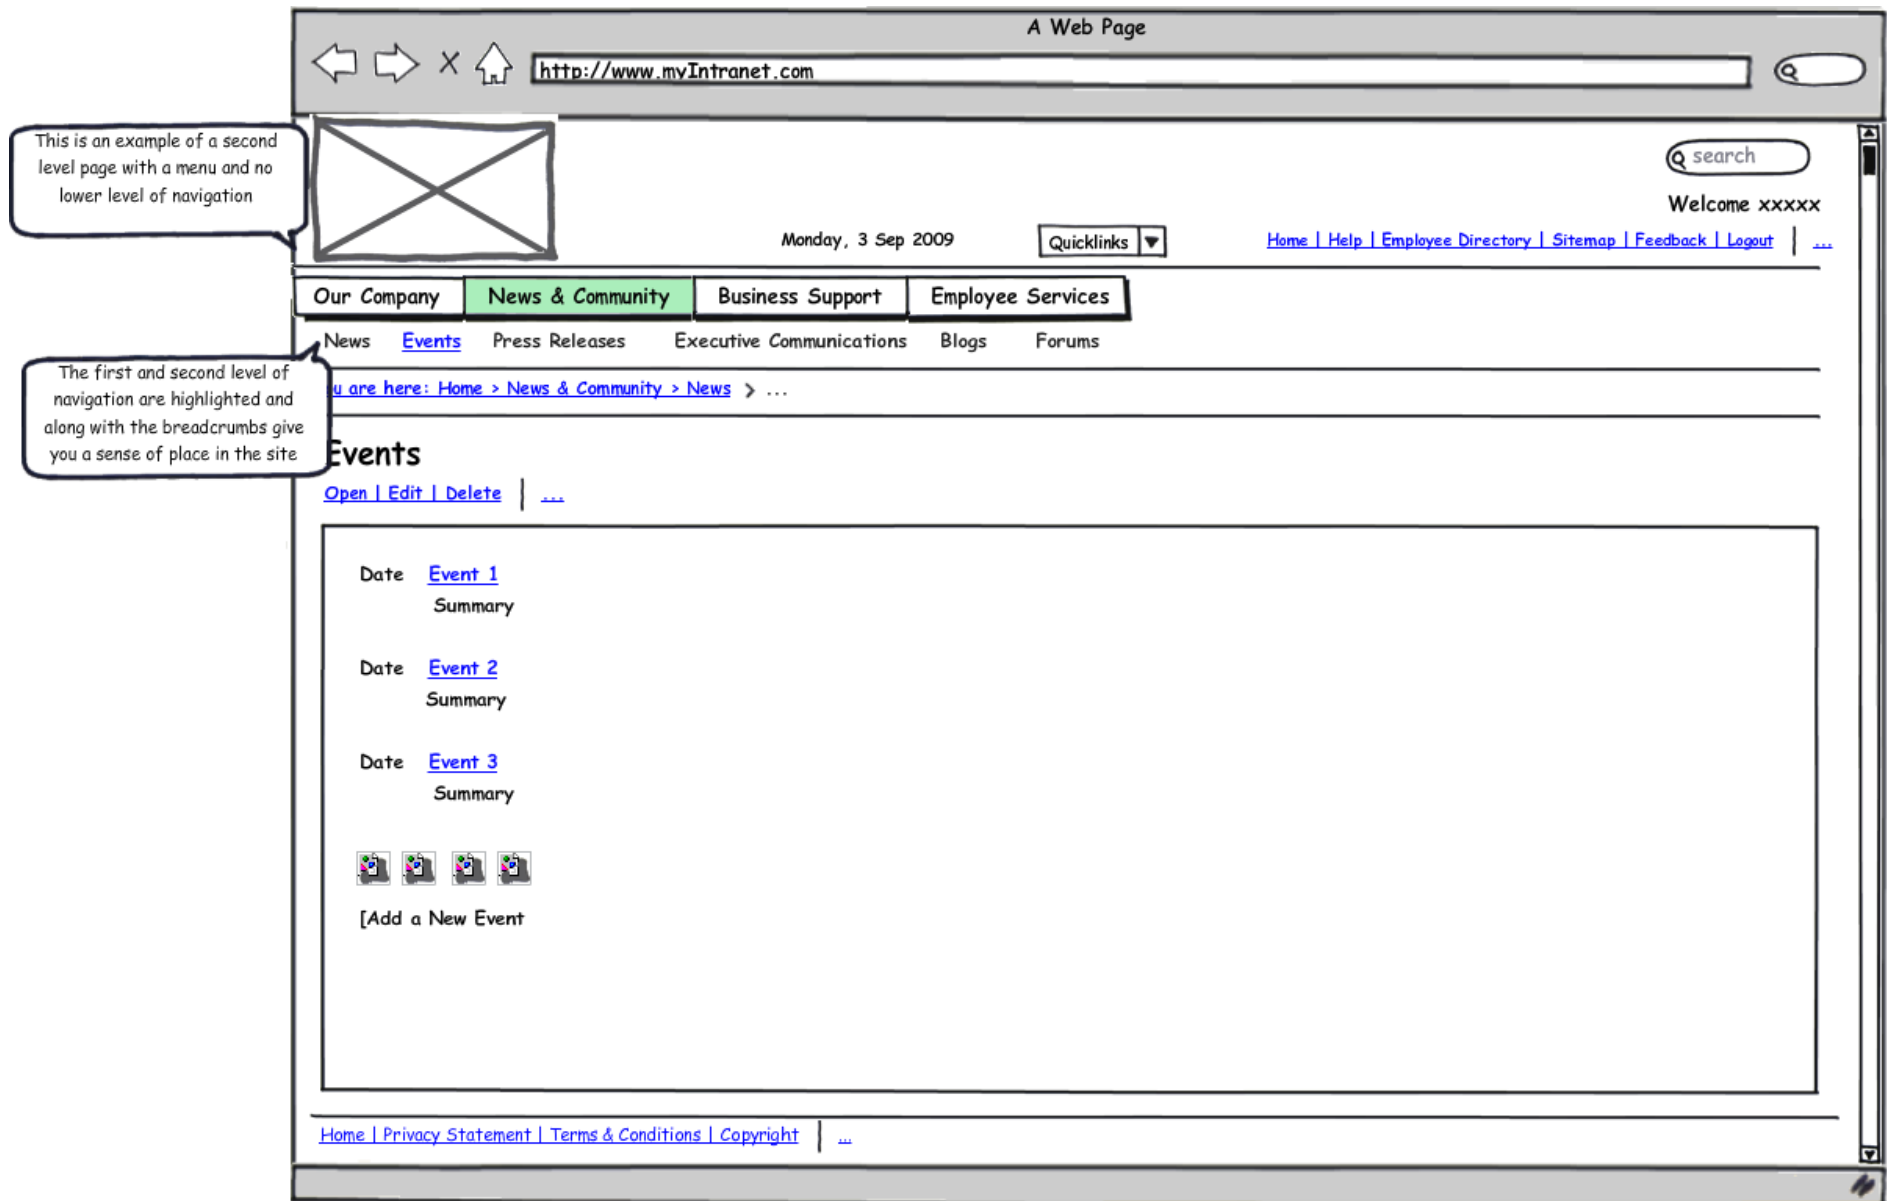 A Web Page
http://www.myIntranet.com
This is an example of a second
level page with a menu and no
lower level of navigation
search
Welcome xxxxx
Monday, 3 Sep 2009
Quicklinks
Home | Help | Employee Directory | Sitemap | Feedback | Logout | ...
Our Company News & Community Business Support Employee Services
News Events Press Releases Executive Communications Blogs Forums
The first and second level of
navigation are highlighted and
along with the breadcrumbs give
you a sense of place in the site
u are here: Home > News & Community > News > ...
Events
Open | Edit | Delete | ...
Date Event 1
Summary
Date Event 2
Summary
Date Event 3
Summary
[Add a New Event
Home | Privacy Statement | Terms & Conditions | Copyright | ...